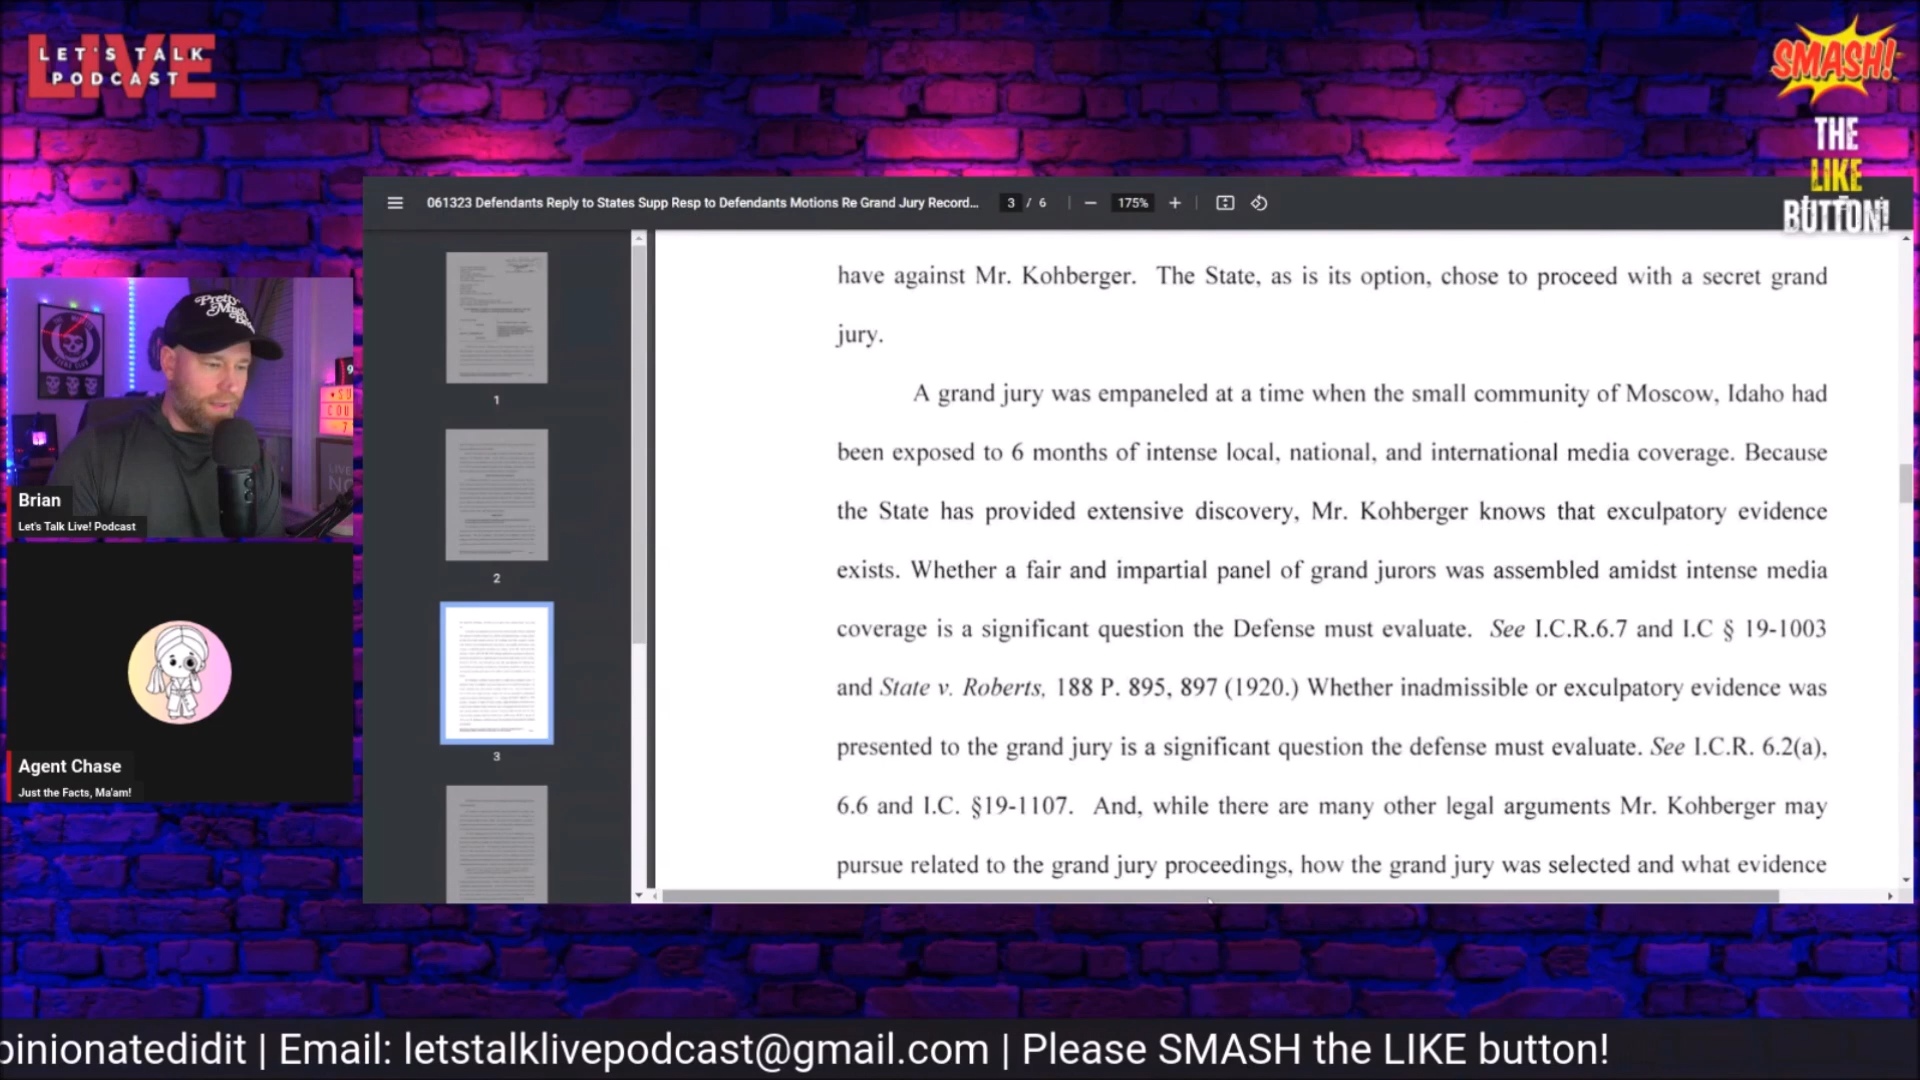 LET'S TALK
LIVE
PODCAST
SMASH!
THE
LIKE
BUTTON!
061323 Defendants Reply to States Supp Resp to Defendants Motions Re Grand Jury Record...
3 / 6
175%
have against Mr. Kohberger. The State, as is its option, chose to proceed with a secret grand
jury.
A grand jury was empaneled at a time when the small community of Moscow, Idaho had
been exposed to 6 months of intense local, national, and international media coverage. Because
the State has provided extensive discovery, Mr. Kohberger knows that exculpatory evidence
exists. Whether a fair and impartial panel of grand jurors was assembled amidst intense media
coverage is a significant question the Defense must evaluate. See I.C.R.6.7 and I.C § 19-1003
and State v. Roberts, 188 P. 895, 897 (1920.) Whether inadmissible or exculpatory evidence was
presented to the grand jury is a significant question the defense must evaluate. See I.C.R. 6.2(a),
6.6 and I.C. §19-1107. And, while there are many other legal arguments Mr. Kohberger may
pursue related to the grand jury proceedings, how the grand jury was selected and what evidence
1
2
3
Pretty
Brian
Let's Talk Live! Podcast
Agent Chase
Just the Facts, Ma'am!
pinionatedidit | Email: letstalklivepodcast@gmail.com | Please SMASH the LIKE button!